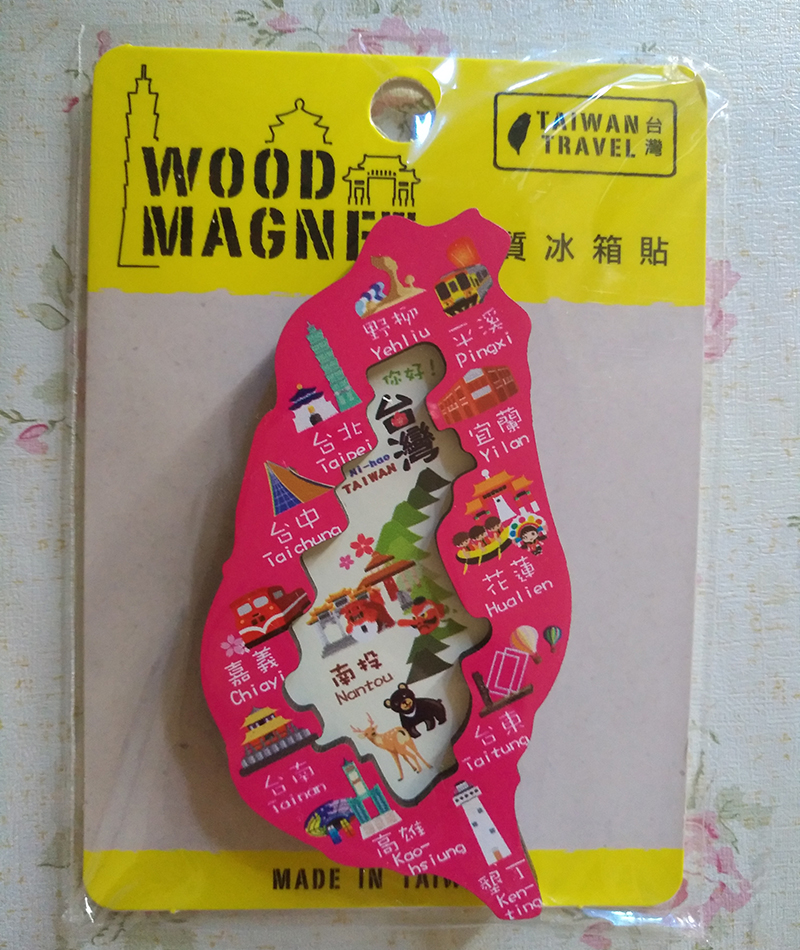 TAIWAN 台
TRAVEL 灣
WOOD
MAGNE
質冰箱貼
野柳
Yehliu
平溪
Pingxi
你好!
台灣
Ni-hao
TAIWAN
台北
Taipei
宜蘭
Yilan
台中
Taichung
花蓮
Hualien
嘉義
Chiayi
南投
Nantou
台東
Taitung
台南
Tainan
高雄
Kao-
hsiung
墾丁
Ken-
ting
MADE IN TAIW